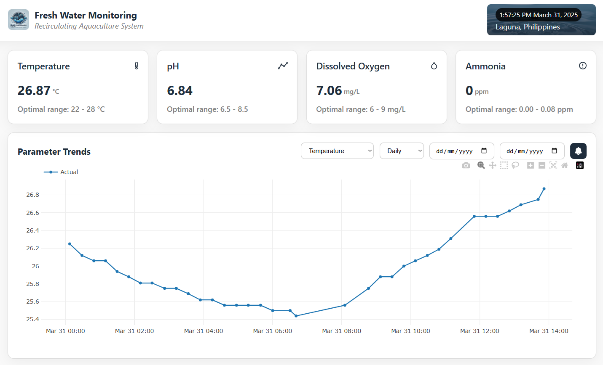 Fresh Water Monitoring
Recirculating Aquaculture System
1:57:25 PM March 31, 2025
Laguna, Philippines
Temperature
26.87 °C
Optimal range: 22 - 28 °C
pH
6.84
Optimal range: 6.5 - 8.5
Dissolved Oxygen
7.06 mg/L
Optimal range: 6 - 9 mg/L
Ammonia
0 ppm
Optimal range: 0.00 - 0.08 ppm
Parameter Trends
Temperature
Daily
dd/mm/yyyy
dd/mm/yyyy
Actual
26.8
26.6
26.4
26.2
26
25.8
25.6
25.4
Mar 31 00:00
Mar 31 02:00
Mar 31 04:00
Mar 31 06:00
Mar 31 08:00
Mar 31 10:00
Mar 31 12:00
Mar 31 14:00